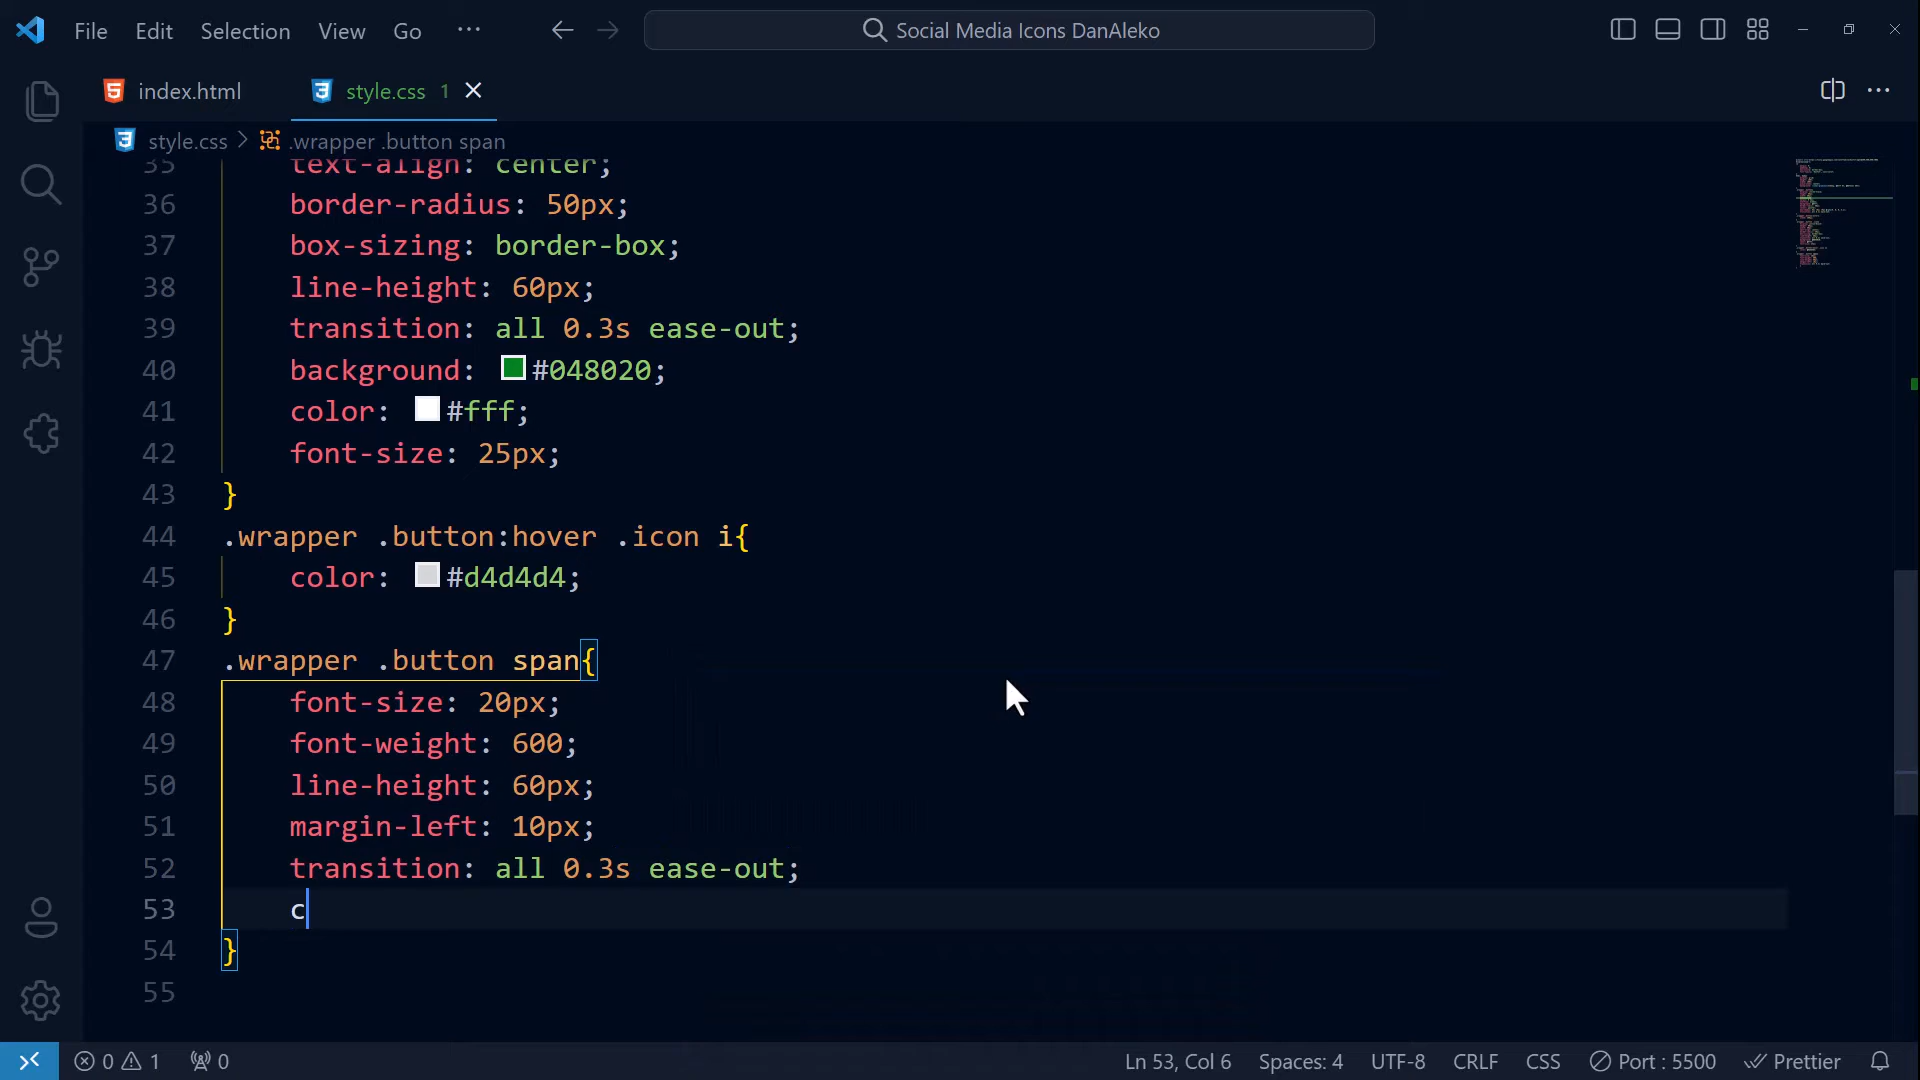 File Edit Selection View Go ··· Social Media Icons DanAleko
index.html style.css 1
style.css > .wrapper .button span
35 text-align: center;
36 border-radius: 50px;
37 box-sizing: border-box;
38 line-height: 60px;
39 transition: all 0.3s ease-out;
40 background: #048020;
41 color: #fff;
42 font-size: 25px;
43 }
44 .wrapper .button:hover .icon i{
45 color: #d4d4d4;
46 }
47 .wrapper .button span{
48 font-size: 20px;
49 font-weight: 600;
50 line-height: 60px;
51 margin-left: 10px;
52 transition: all 0.3s ease-out;
53 c
54 }
55
0 1 0 Ln 53, Col 6 Spaces: 4 UTF-8 CRLF CSS Port : 5500 Prettier